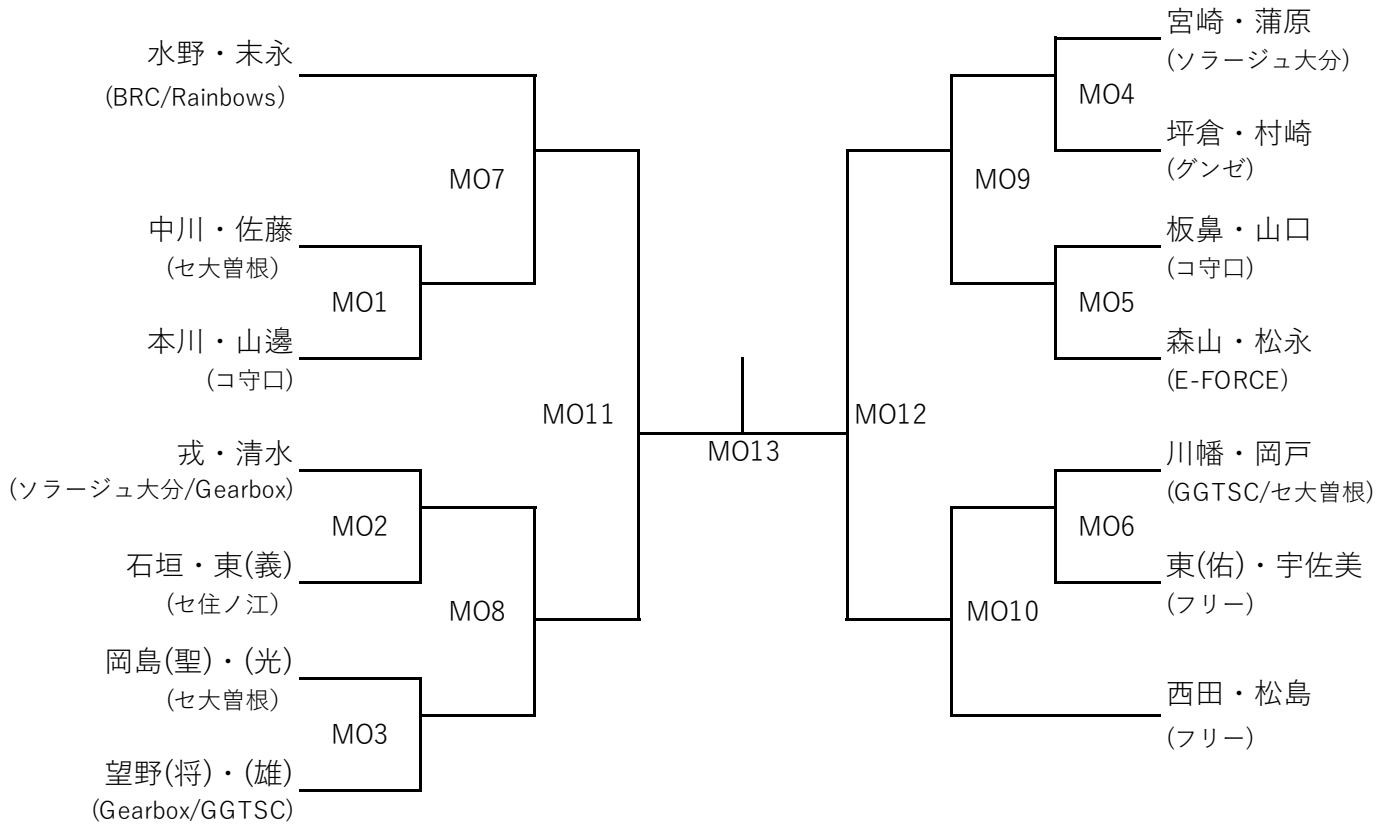 水野・末永
(BRC/Rainbows)
MO7
中川・佐藤
(セ大曽根)
MO1
本川・山邊
(コ守口)
MO11
戎・清水
(ソラージュ大分/Gearbox)
MO2
石垣・東(義)
(セ住ノ江)
MO8
岡島(聖)・(光)
(セ大曽根)
MO3
望野(将)・(雄)
(Gearbox/GGTSC)
MO13
宮崎・蒲原
(ソラージュ大分)
MO4
坪倉・村崎
(グンゼ)
MO9
板鼻・山口
(コ守口)
MO5
森山・松永
(E-FORCE)
MO12
川幡・岡戸
(GGTSC/セ大曽根)
MO6
東(佑)・宇佐美
(フリー)
MO10
西田・松島
(フリー)